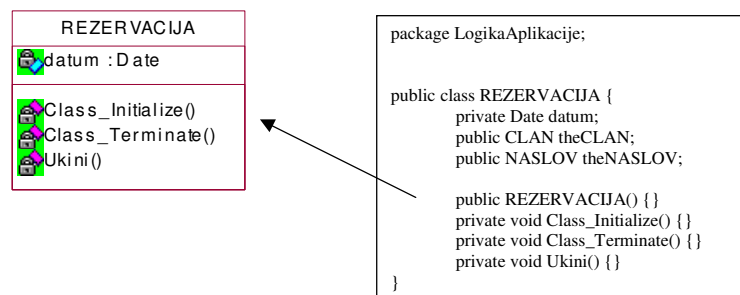 REZERVACIJA
datum : Date
Class_Initialize()
Class_Terminate()
Ukini()
package LogikaAplikacije;
public class REZERVACIJA {
private Date datum;
public CLAN theCLAN;
public NASLOV theNASLOV;
public REZERVACIJA() {}
private void Class_Initialize() {}
private void Class_Terminate() {}
private void Ukini() {}
}